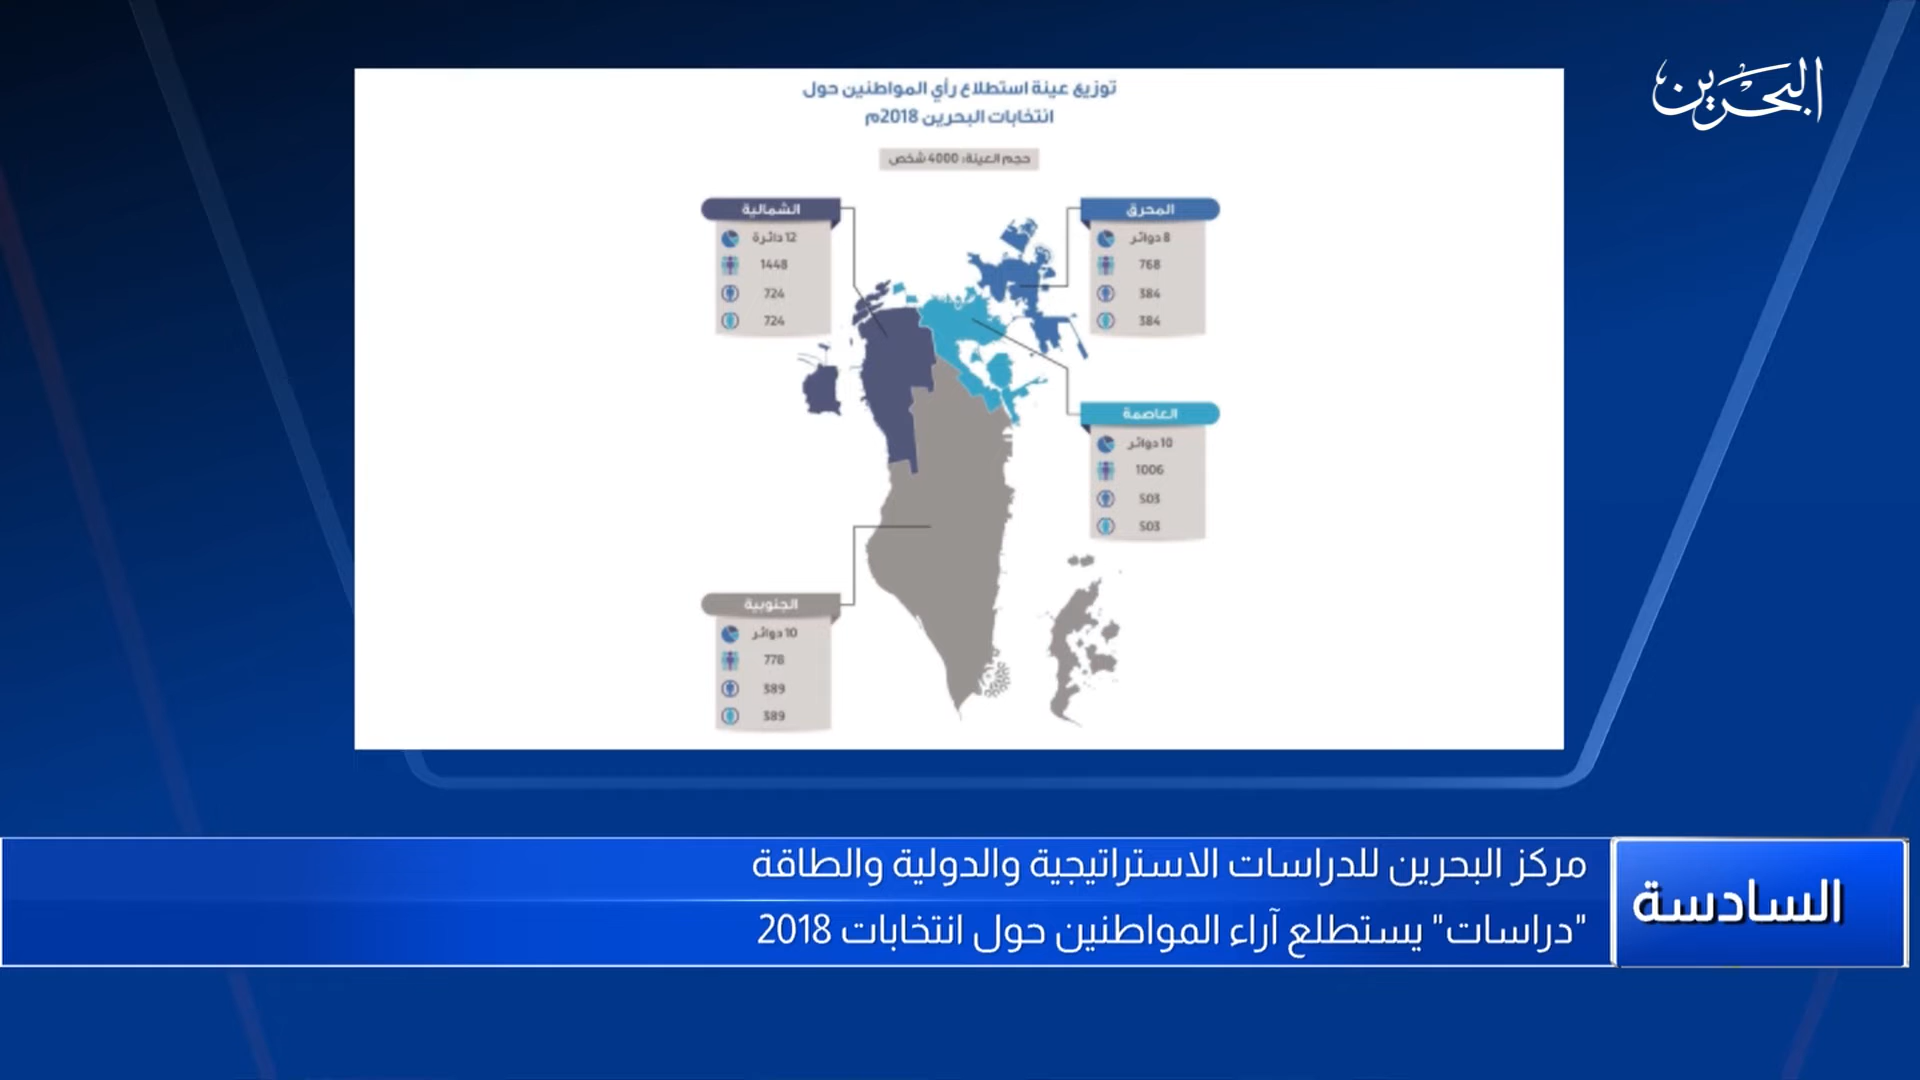 البحرين
توزيع عينة استطلاع رأي المواطنين حول
انتخابات البحرين 2018م
حجم العينة: 4000 شخص
المحرق
8 دوائر
768
384
384
الشمالية
12 دائرة
1448
724
724
العاصمة
10 دوائر
1006
503
503
الجنوبية
10 دوائر
778
389
389
السادسة
مركز البحرين للدراسات الاستراتيجية والدولية والطاقة
"دراسات" يستطلع آراء المواطنين حول انتخابات 2018